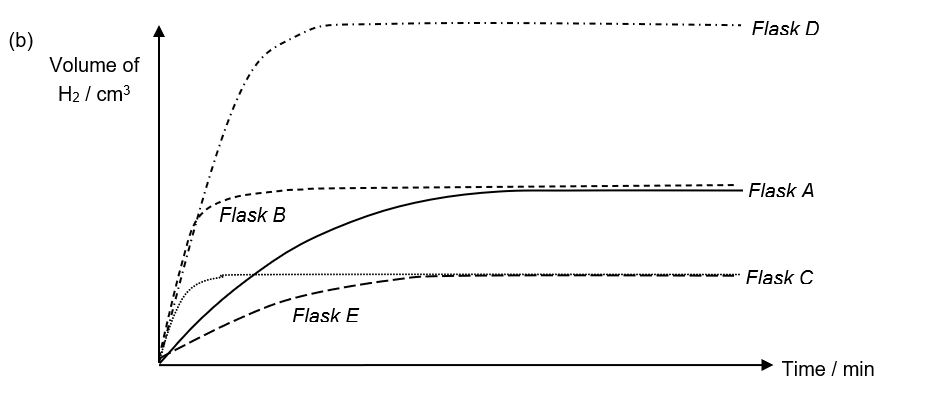 (b)
Volume of
H₂ / cm³
Flask D
Flask A
Flask B
Flask C
Flask E
Time / min